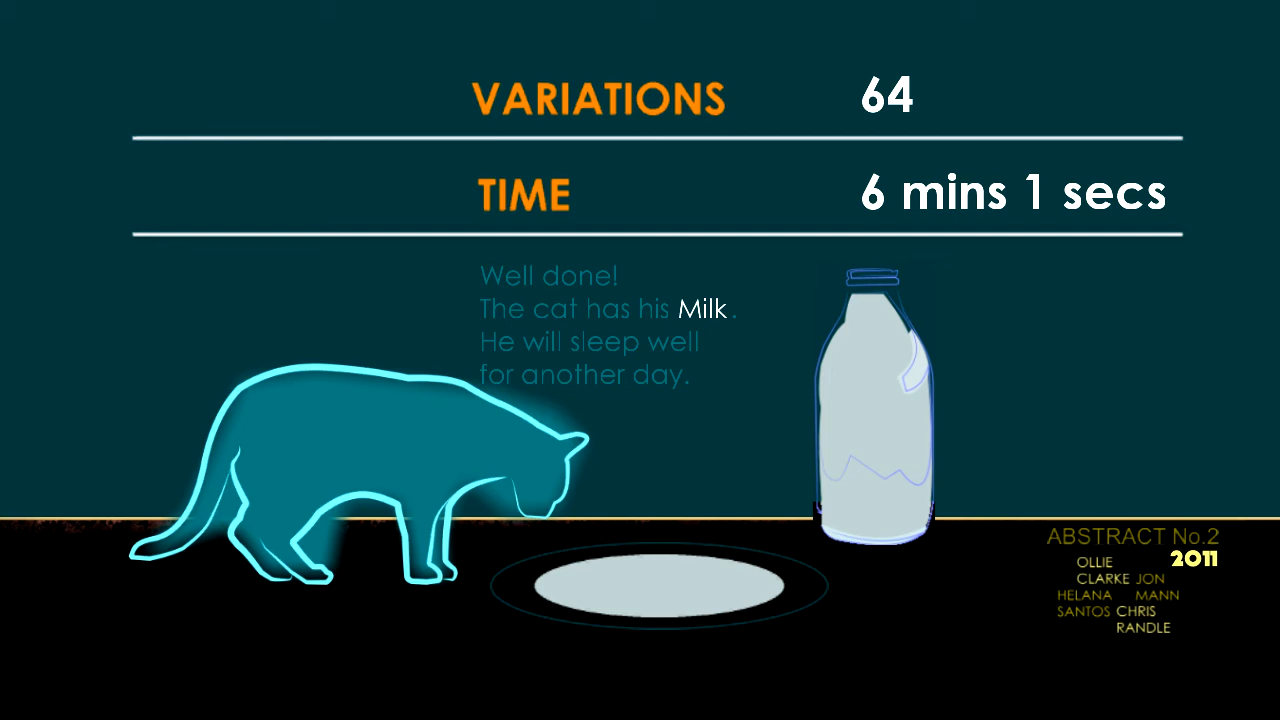 VARIATIONS 64
TIME 6 mins 1 secs
Well done!
The cat has his Milk.
He will sleep well
for another day.
ABSTRACT No.2
2011
OLLIE
CLARKE JON
HELANA MANN
SANTOS CHRIS
RANDLE